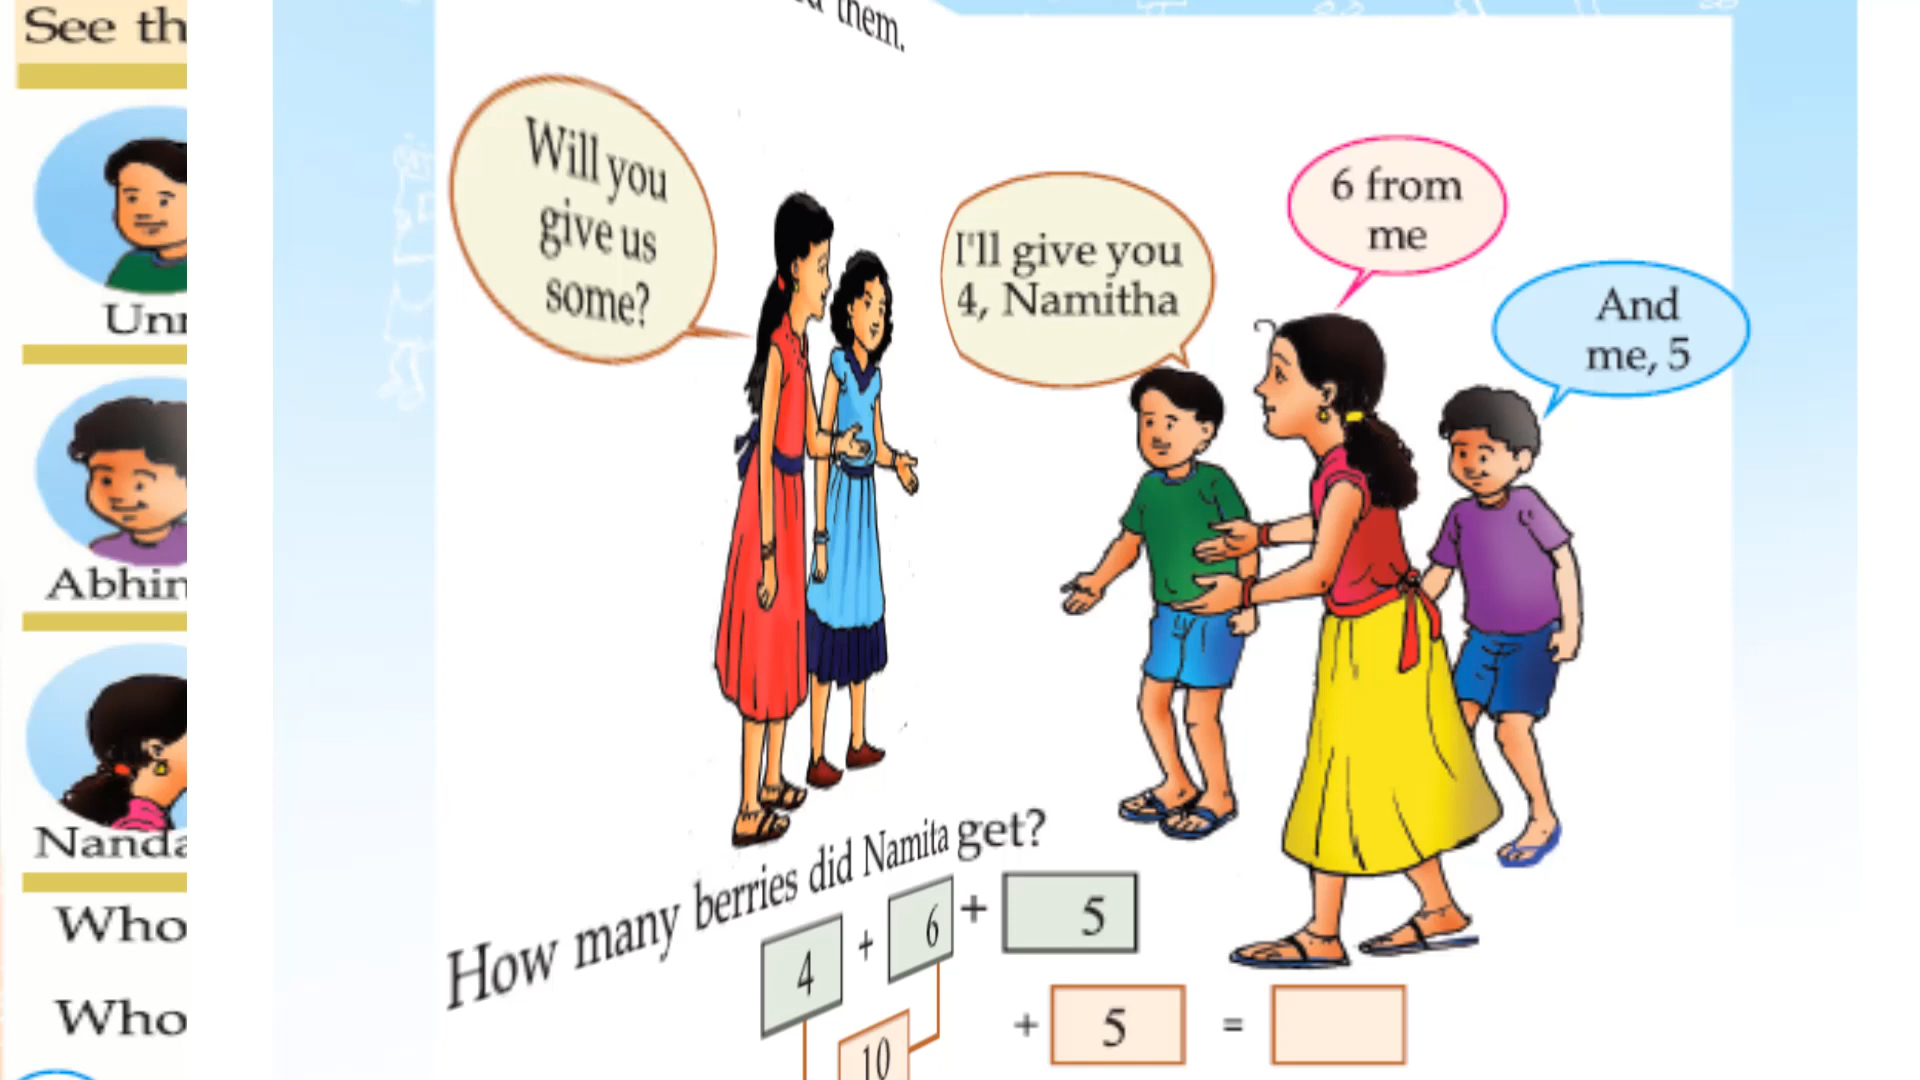 See th
Unn
Abhin
Nanda
Who
Who
them.
Will you
give us
some?
I'll give you
4, Namitha
6 from
me
And
me, 5
How many berries did Namita get?
4 + 6 + 5
10 + 5 =